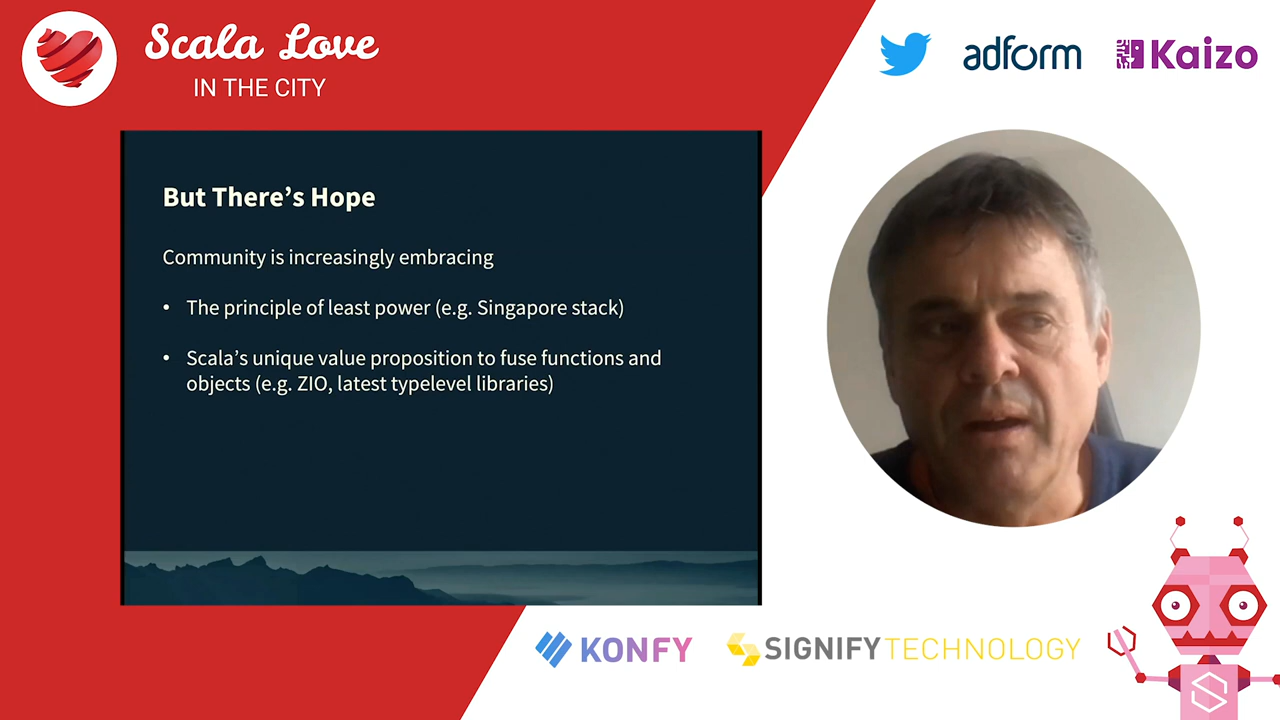 Scala Love
IN THE CITY
adform
Kaizo
But There’s Hope
Community is increasingly embracing
• The principle of least power (e.g. Singapore stack)
• Scala’s unique value proposition to fuse functions and
objects (e.g. ZIO, latest typelevel libraries)
KONFY
SIGNIFYTECHNOLOGY